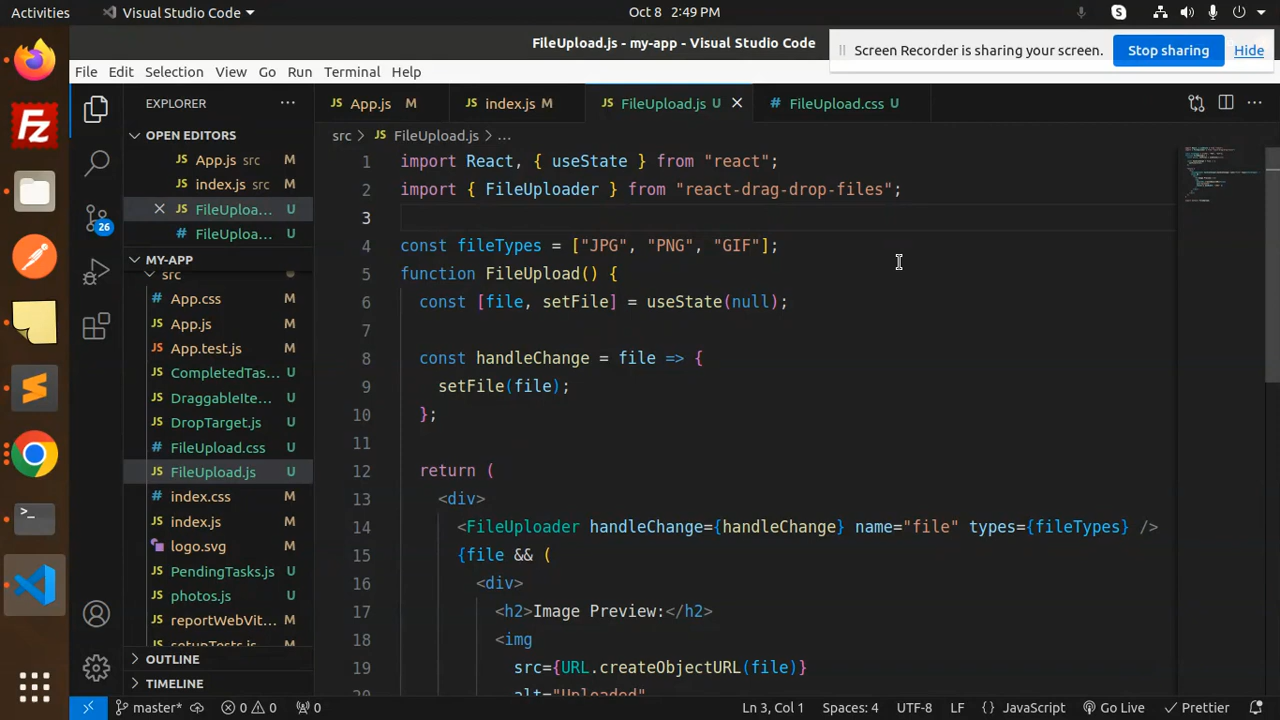 Activities Visual Studio Code Oct 8 2:49 PM
FileUpload.js - my-app - Visual Studio Code
Screen Recorder is sharing your screen. Stop sharing Hide
File Edit Selection View Go Run Terminal Help
EXPLORER
App.js M index.js M FileUpload.js U FileUpload.css U
OPEN EDITORS
App.js src M
index.js src M
FileUploa... U
FileUploa... U
MY-APP
src
App.css M
App.js M
App.test.js M
CompletedTas... U
DraggableIte... U
DropTarget.js U
FileUpload.css U
FileUpload.js U
index.css M
index.js M
logo.svg M
PendingTasks.js U
photos.js U
reportWebVit... M
setupTests.js M
OUTLINE
TIMELINE
src > JS FileUpload.js > ...
1 import React, { useState } from "react";
2 import { FileUploader } from "react-drag-drop-files";
3
4 const fileTypes = ["JPG", "PNG", "GIF"];
5 function FileUpload() {
6 const [file, setFile] = useState(null);
7
8 const handleChange = file => {
9 setFile(file);
10 };
11
12 return (
13 <div>
14 <FileUploader handleChange={handleChange} name="file" types={fileTypes} />
15 {file && (
16 <div>
17 <h2>Image Preview:</h2>
18 <img
19 src={URL.createObjectURL(file)}
20 alt="Uploaded"
26
master* 0 0 0 Ln 3, Col 1 Spaces: 4 UTF-8 LF {} JavaScript Go Live Prettier